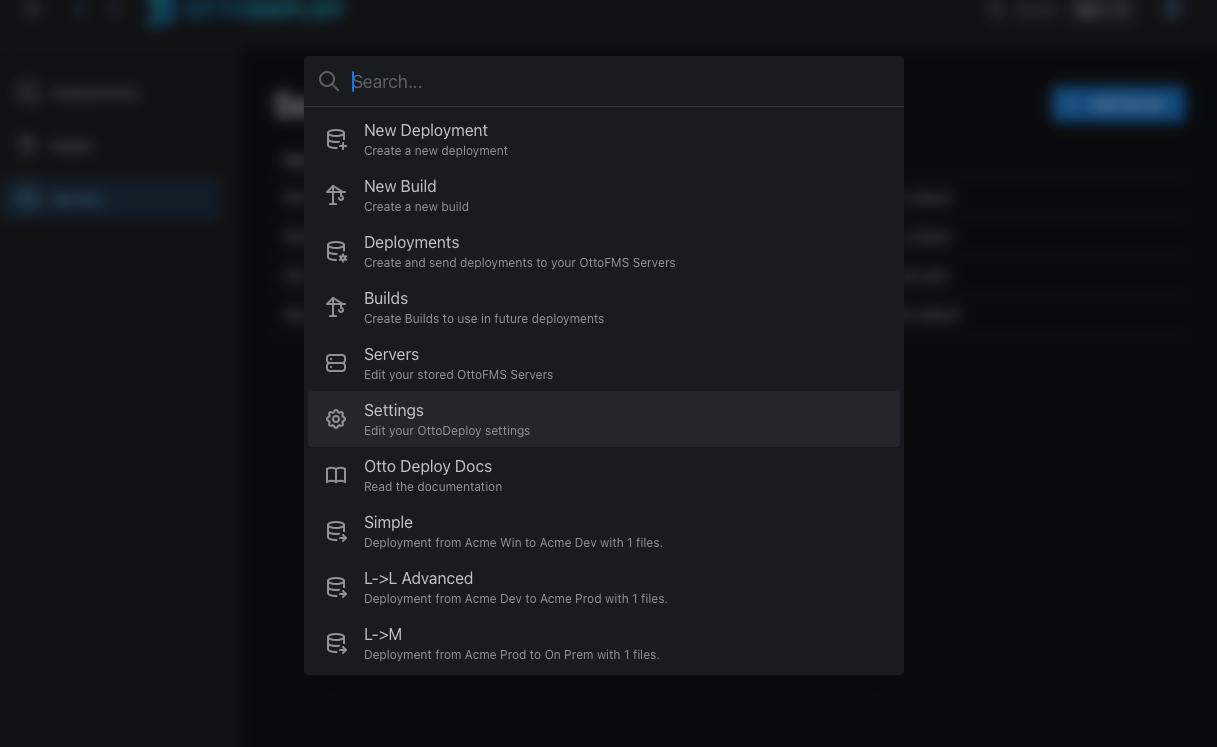 Search...
New Deployment
Create a new deployment
New Build
Create a new build
Deployments
Create and send deployments to your OttoFMS Servers
Builds
Create Builds to use in future deployments
Servers
Edit your stored OttoFMS Servers
Settings
Edit your OttoDeploy settings
Otto Deploy Docs
Read the documentation
Simple
Deployment from Acme Win to Acme Dev with 1 files.
L->L Advanced
Deployment from Acme Dev to Acme Prod with 1 files.
L->M
Deployment from Acme Prod to On Prem with 1 files.